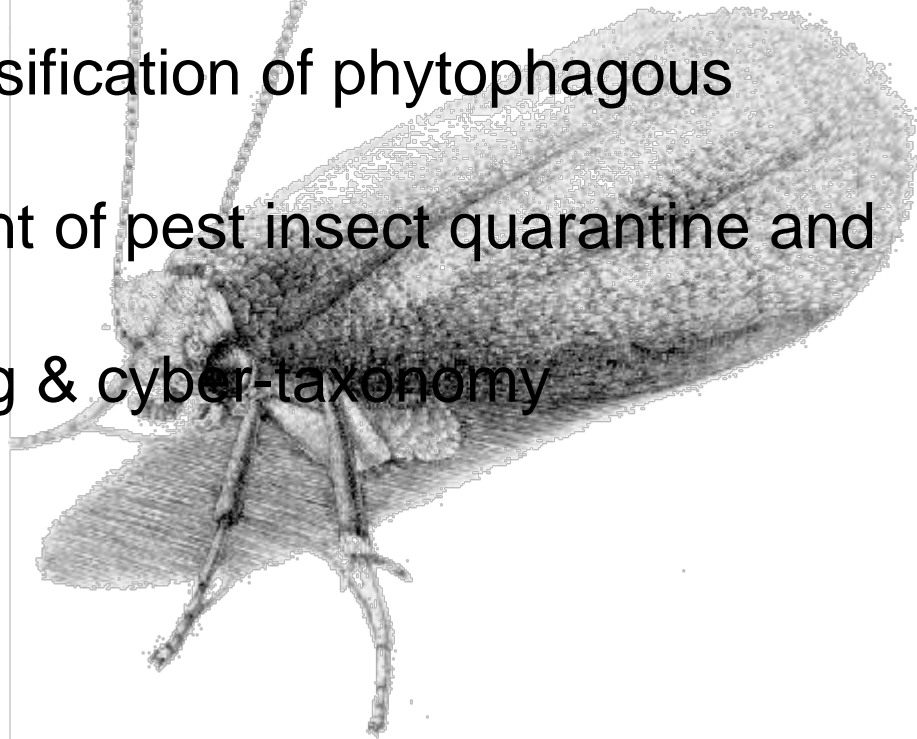 sification of phytophagous
nt of pest insect quarantine and
g & cyber-taxonomy